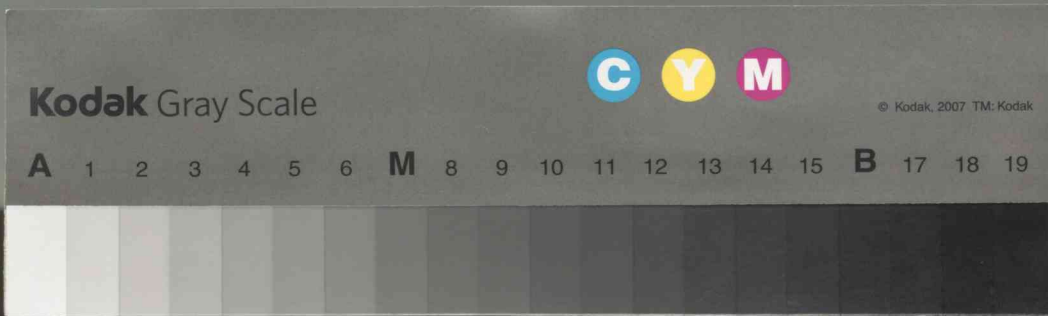 C Y M
Kodak Gray Scale
© Kodak, 2007 TM: Kodak
A 1 2 3 4 5 6 M 8 9 10 11 12 13 14 15 B 17 18 19